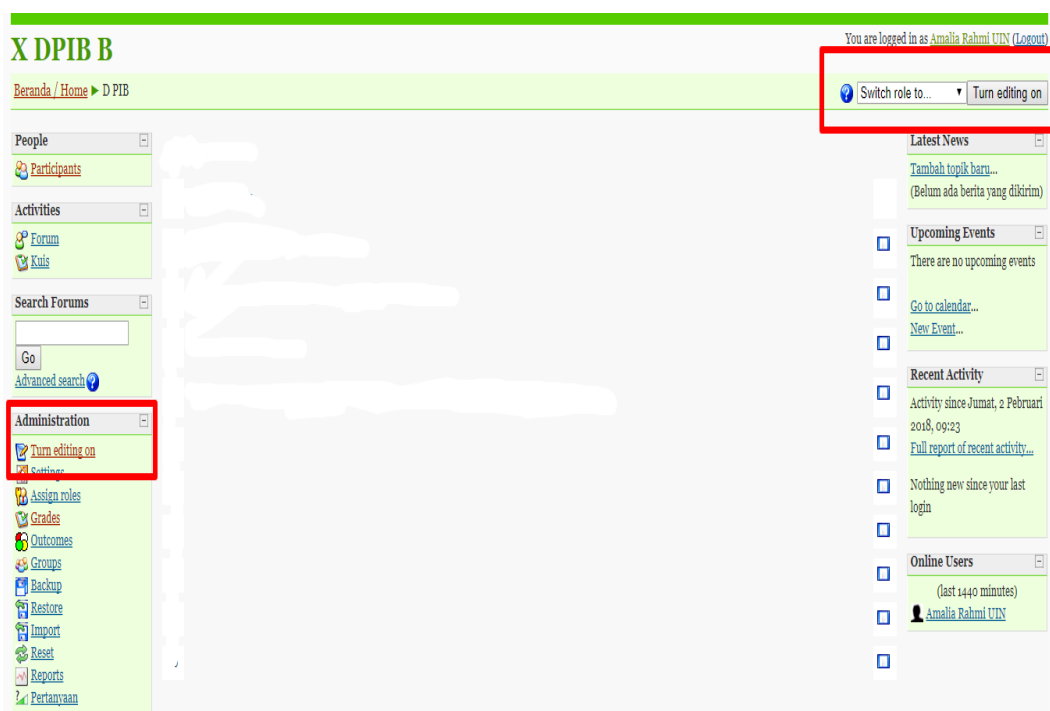 You are logged in as Amalia Rahmi UIN (Logout)
X DPIB B
Beranda / Home ► D PIB
Switch role to...
Turn editing on
People
Participants
Activities
Forum
Kuis
Search Forums
Go
Advanced search
Administration
Turn editing on
Settings
Assign roles
Grades
Outcomes
Groups
Backup
Restore
Import
Reset
Reports
Pertanyaan
Latest News
Tambah topik baru...
(Belum ada berita yang dikirim)
Upcoming Events
There are no upcoming events
Go to calendar...
New Event...
Recent Activity
Activity since Jumat, 2 Pebruari
2018, 09:23
Full report of recent activity...
Nothing new since your last
login
Online Users
(last 1440 minutes)
Amalia Rahmi UIN